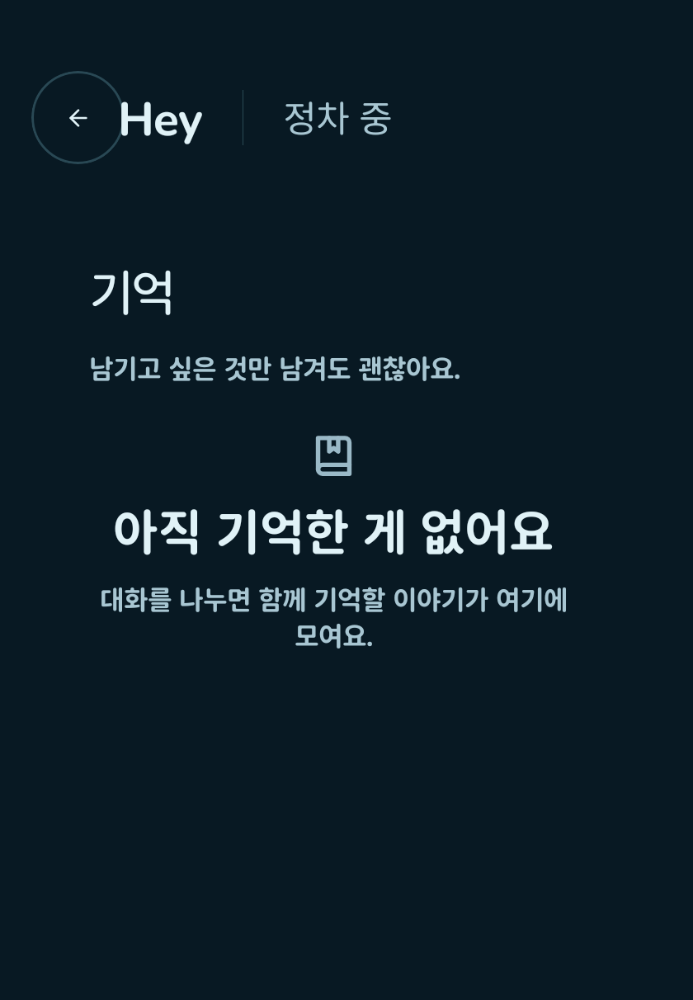 Hey 정차 중
기억
남기고 싶은 것만 남겨도 괜찮아요.
아직 기억한 게 없어요
대화를 나누면 함께 기억할 이야기가 여기에
모여요.